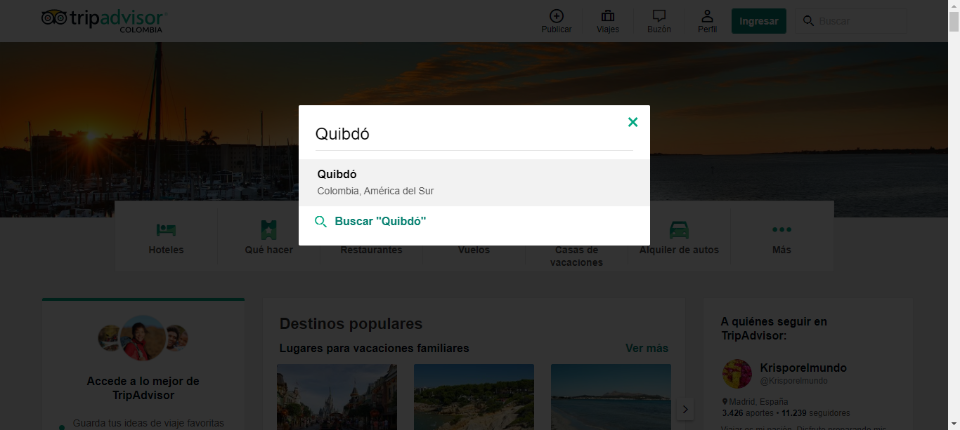 tripadvisor
COLOMBIA
Publicar
Viajes
Buzón
Perfil
Ingresar
Buscar
Quibdó
Quibdó
Colombia, América del Sur
Buscar "Quibdó"
Hoteles
Qué hacer
Restaurantes
Vuelos
Casas de
vacaciones
Alquiler de autos
Más
Accede a lo mejor de
TripAdvisor
Guarda tus ideas de viaje favoritas
Destinos populares
Lugares para vacaciones familiares
Ver más
A quiénes seguir en
TripAdvisor:
Krisporelmundo
@Krisporelmundo
Madrid, España
3.426 aportes • 11.239 seguidores